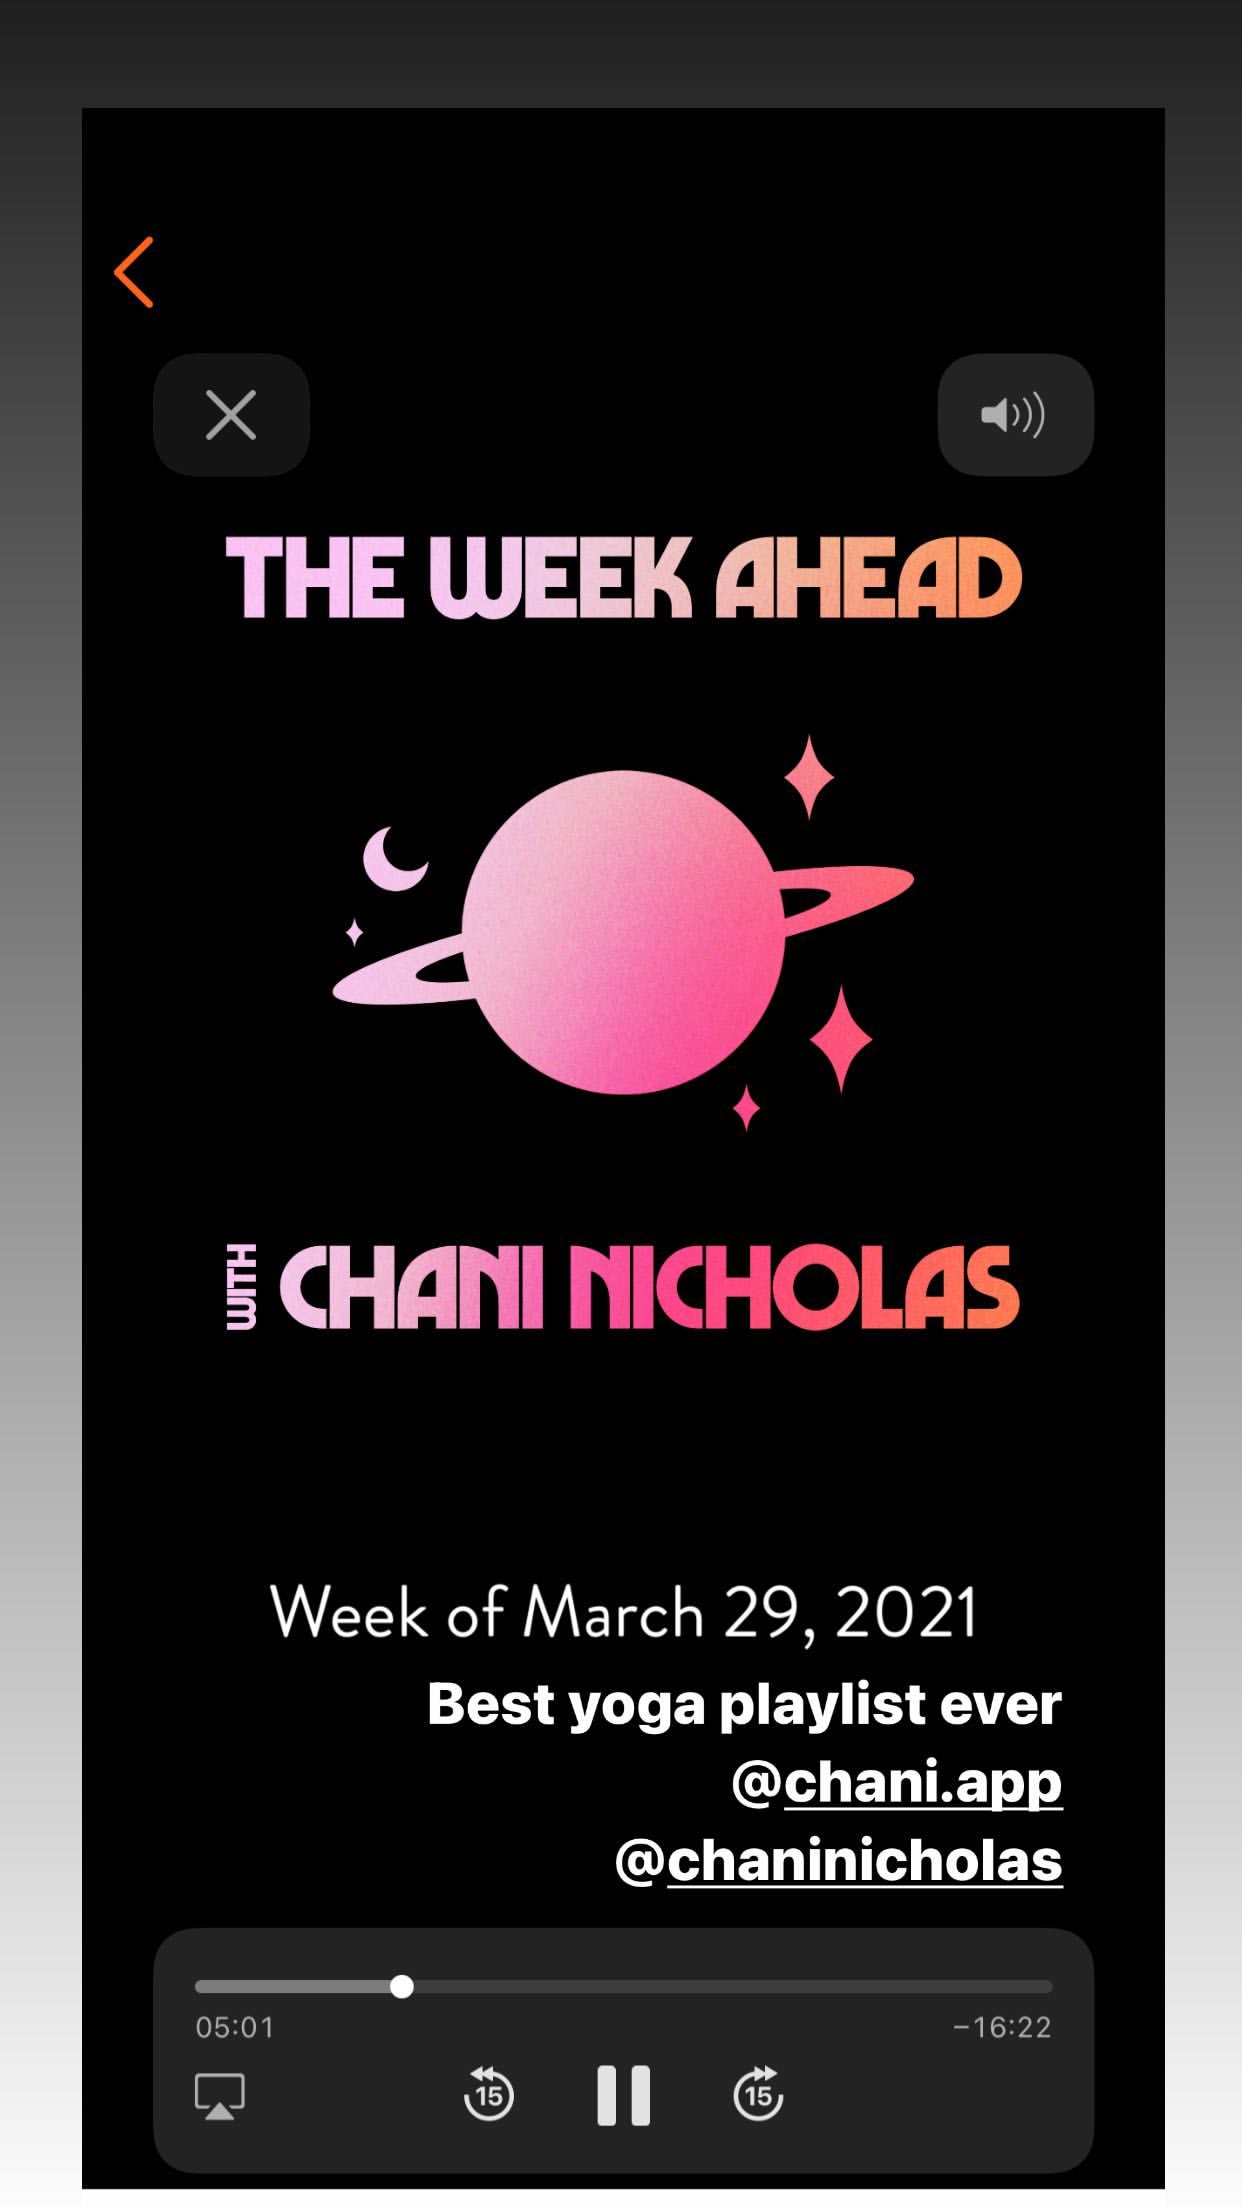 THE WEEK AHEAD
WITH CHANI NICHOLAS
Week of March 29, 2021
Best yoga playlist ever
@chani.app
@chaninicholas
05:01
−16:22
15
15